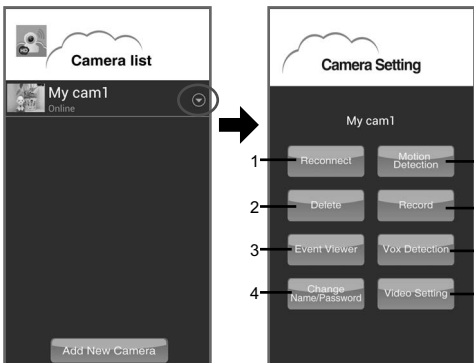 HD
Camera list
My cam1
Online
Add New Camera
Camera Setting
My cam1
1 Reconnect
Motion Detection
2 Delete
Record
3 Event Viewer
Vox Detection
4 Change Name/Password
Video Setting